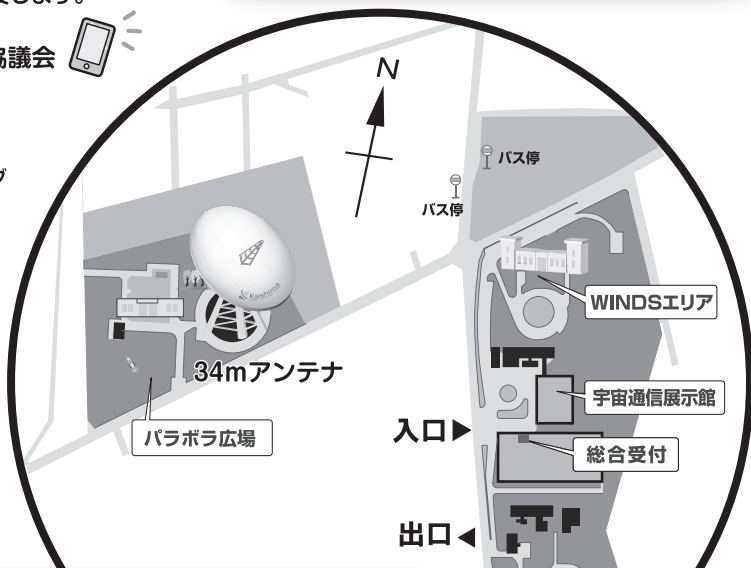 協議会
N
バス停
バス停
Kashima
WINDSエリア
34mアンテナ
宇宙通信展示館
パラボラ広場
入口▶
総合受付
出口◀